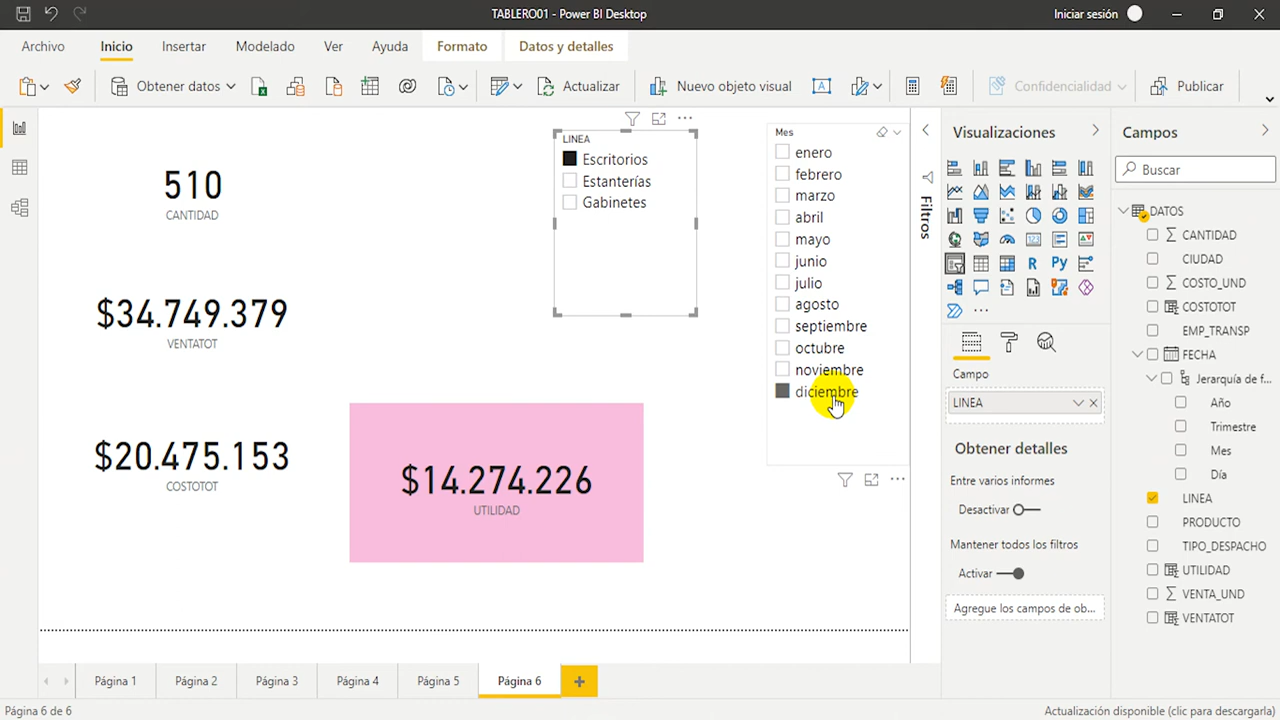 TABLERO01 - Power BI Desktop
Iniciar sesión
Archivo
Inicio
Insertar
Modelado
Ver
Ayuda
Formato
Datos y detalles
Obtener datos
Actualizar
Nuevo objeto visual
Confidencialidad
Publicar
510
CANTIDAD
$34.749.379
VENTATOT
$20.475.153
COSTOTOT
$14.274.226
UTILIDAD
LINEA
Escritorios
Estanterías
Gabinetes
Mes
enero
febrero
marzo
abril
mayo
junio
julio
agosto
septiembre
octubre
noviembre
diciembre
Filtros
Visualizaciones
R
Py
Campo
LINEA
Obtener detalles
Entre varios informes
Desactivar
Mantener todos los filtros
Activar
Agregue los campos de ob...
Campos
Buscar
DATOS
CANTIDAD
CIUDAD
COSTO_UND
COSTOTOT
EMP_TRANSP
FECHA
Jerarquía de f...
Año
Trimestre
Mes
Día
LINEA
PRODUCTO
TIPO_DESPACHO
UTILIDAD
VENTA_UND
VENTATOT
Página 1
Página 2
Página 3
Página 4
Página 5
Página 6
Página 6 de 6
Actualización disponible (clic para descargarla)